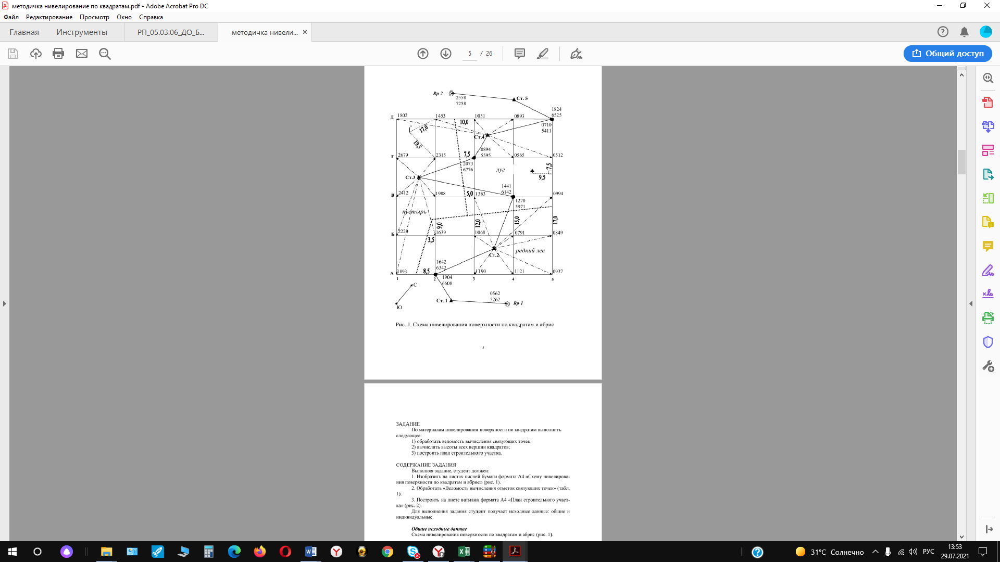 методичка нивелирование по квадратам.pdf - Adobe Acrobat Pro DC
Файл Редактирование Просмотр Окно Справка
Главная Инструменты РП_05.03.06_ДО_Б... методичка нивели... ×
5 / 26
Общий доступ
Rp 2
2558
7258
Ст. 5
1824
6525
Д 1802 1453 1031 0893
10,0
17,0
0710
5411
Ст.4
19,5
0894
5595
Г 2679 2315 7,5 0565 0512
2073
6776
луг
7,5
9,5
Ст.3
1441
6142
В 2412 1988 5,0 1363 0994
1270
5971
пустырь
9,0 12,0 15,0 17,0
Б 2220 1639 1068 0791 0849
3,5
редкий лес
Ст.2
1642
6342
А 1893 8,5 1190 1121 0937
1 2 3 4 5
1904
6608
С
Ю
Ст. 1
0562
5262
Rp 1
Рис. 1. Схема нивелирования поверхности по квадратам и абрис
5
ЗАДАНИЕ
По материалам нивелирования поверхности по квадратам выполнить
следующее:
1) обработать ведомость вычисления связующих точек;
2) вычислить высоты всех вершин квадратов;
3) построить план строительного участка.
СОДЕРЖАНИЕ ЗАДАНИЯ
Выполняя задание, студент должен:
1. Изобразить на листах писчей бумаги формата А4 «Схему нивелирова-
ния поверхности по квадратам и абрис» (рис. 1).
2. Обработать «Ведомость вычисления отметок связующих точек» (табл.
1).
3. Построить на листе ватмана формата А4 «План строительного участ-
ка» (рис. 2).
Для выполнения задания студент получает исходные данные: общие и
индивидуальные.
Общие исходные данные
Схема нивелирования поверхности по квадратам и абрис (рис. 1).
31°C Солнечно
РУС
13:53
29.07.2021